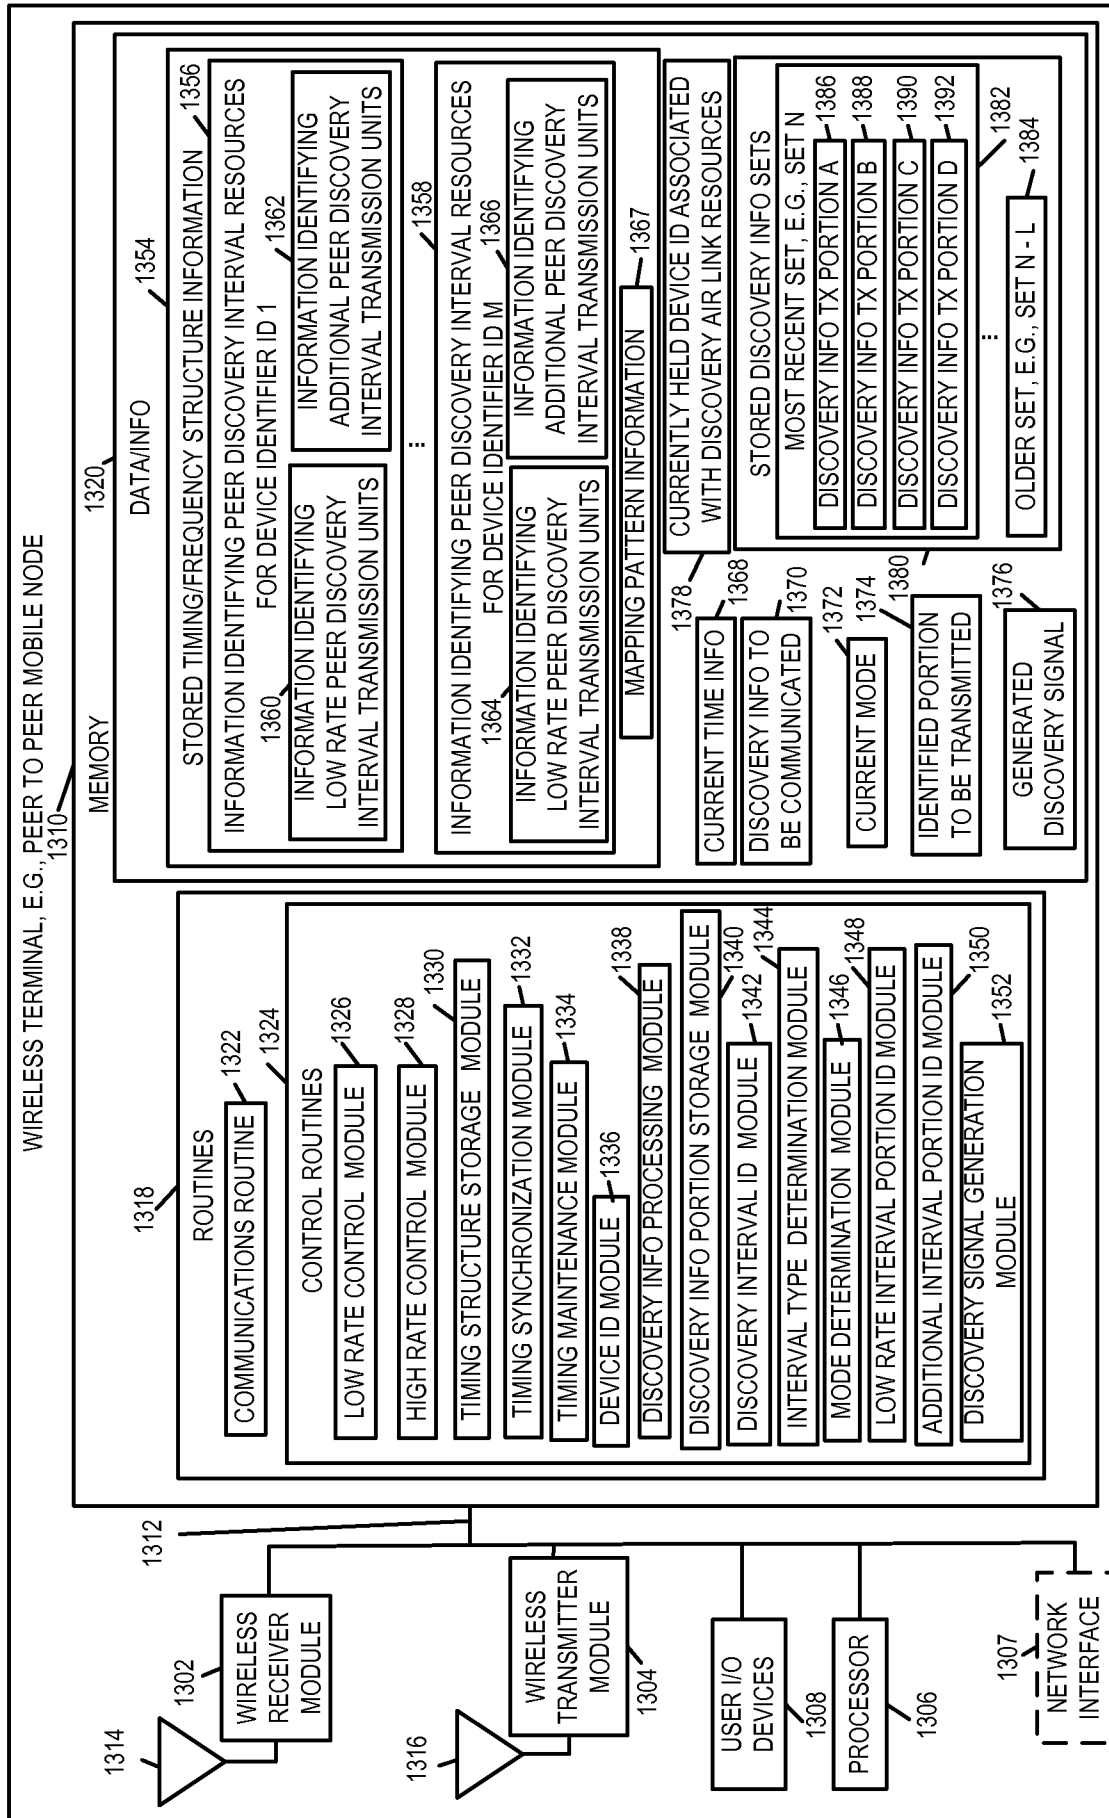 WIRELESS TERMINAL, E.G., PEER TO PEER MOBILE NODE
1310
1314
1302
WIRELESS
RECEIVER
MODULE
1316
WIRELESS
TRANSMITTER
MODULE
1304
USER I/O
DEVICES
1308
PROCESSOR
1306
1307
NETWORK
INTERFACE
1312
MEMORY
1318
ROUTINES
1322
COMMUNICATIONS ROUTINE
1324
CONTROL ROUTINES
1326
LOW RATE CONTROL MODULE
1328
HIGH RATE CONTROL MODULE
1330
TIMING STRUCTURE STORAGE MODULE
1332
TIMING SYNCHRONIZATION MODULE
1334
TIMING MAINTENANCE MODULE
1336
DEVICE ID MODULE
1338
DISCOVERY INFO PROCESSING MODULE
DISCOVERY INFO PORTION STORAGE MODULE
1340
1342
DISCOVERY INTERVAL ID MODULE
1344
INTERVAL TYPE DETERMINATION MODULE
1346
MODE DETERMINATION MODULE
1348
LOW RATE INTERVAL PORTION ID MODULE
1350
ADDITIONAL INTERVAL PORTION ID MODULE
1352
DISCOVERY SIGNAL GENERATION
MODULE
1320
DATA/INFO
1354
STORED TIMING/FREQUENCY STRUCTURE INFORMATION
1356
INFORMATION IDENTIFYING PEER DISCOVERY INTERVAL RESOURCES
FOR DEVICE IDENTIFIER ID 1
1360
INFORMATION IDENTIFYING
LOW RATE PEER DISCOVERY
INTERVAL TRANSMISSION UNITS
1362
INFORMATION IDENTIFYING
ADDITIONAL PEER DISCOVERY
INTERVAL TRANSMISSION UNITS
...
1358
INFORMATION IDENTIFYING PEER DISCOVERY INTERVAL RESOURCES
FOR DEVICE IDENTIFIER ID M
1364
INFORMATION IDENTIFYING
LOW RATE PEER DISCOVERY
INTERVAL TRANSMISSION UNITS
1366
INFORMATION IDENTIFYING
ADDITIONAL PEER DISCOVERY
INTERVAL TRANSMISSION UNITS
1367
MAPPING PATTERN INFORMATION
1368
CURRENT TIME INFO
1370
DISCOVERY INFO TO
BE COMMUNICATED
1372
CURRENT MODE
1374
IDENTIFIED PORTION
TO BE TRANSMITTED
1376
GENERATED
DISCOVERY SIGNAL
1378
CURRENTLY HELD DEVICE ID ASSOCIATED
WITH DISCOVERY AIR LINK RESOURCES
1380
STORED DISCOVERY INFO SETS
MOST RECENT SET, E.G., SET N
DISCOVERY INFO TX PORTION A
1386
DISCOVERY INFO TX PORTION B
1388
DISCOVERY INFO TX PORTION C
1390
DISCOVERY INFO TX PORTION D
1392
1382
...
OLDER SET, E.G., SET N - L
1384